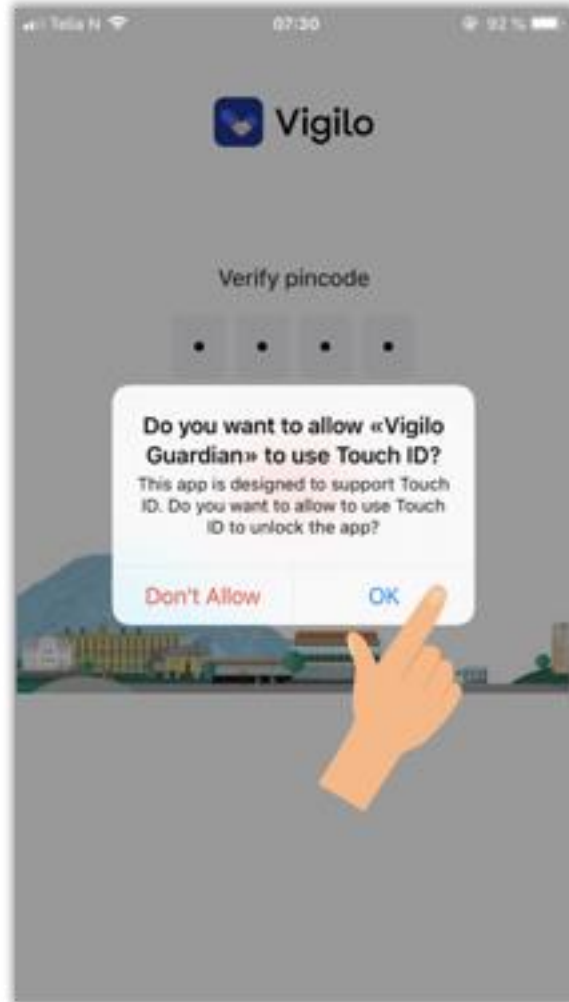 Telia N 07:30 92 %
Vigilo
Verify pincode
Do you want to allow «Vigilo
Guardian» to use Touch ID?
This app is designed to support Touch
ID. Do you want to allow to use Touch
ID to unlock the app?
Don't Allow OK